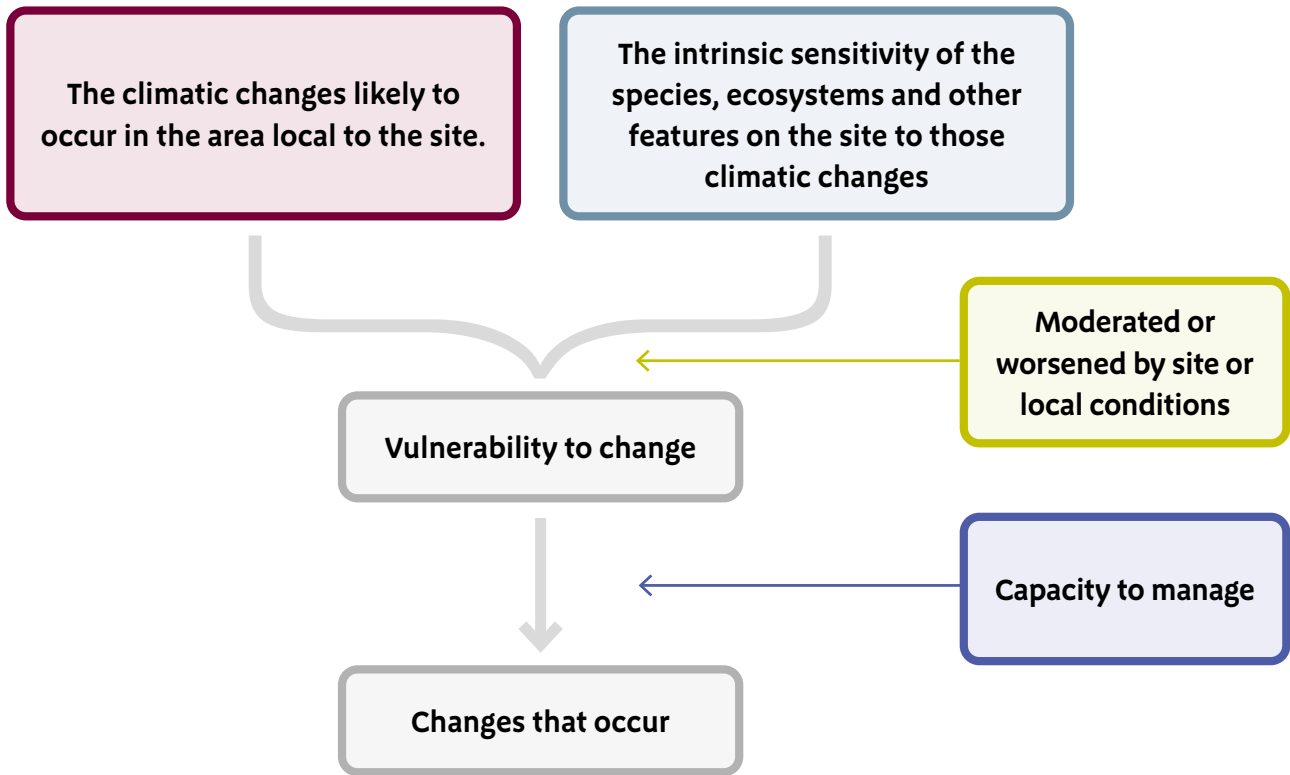 The climatic changes likely to
occur in the area local to the site.
The intrinsic sensitivity of the
species, ecosystems and other
features on the site to those
climatic changes
Moderated or
worsened by site or
local conditions
Vulnerability to change
Capacity to manage
Changes that occur